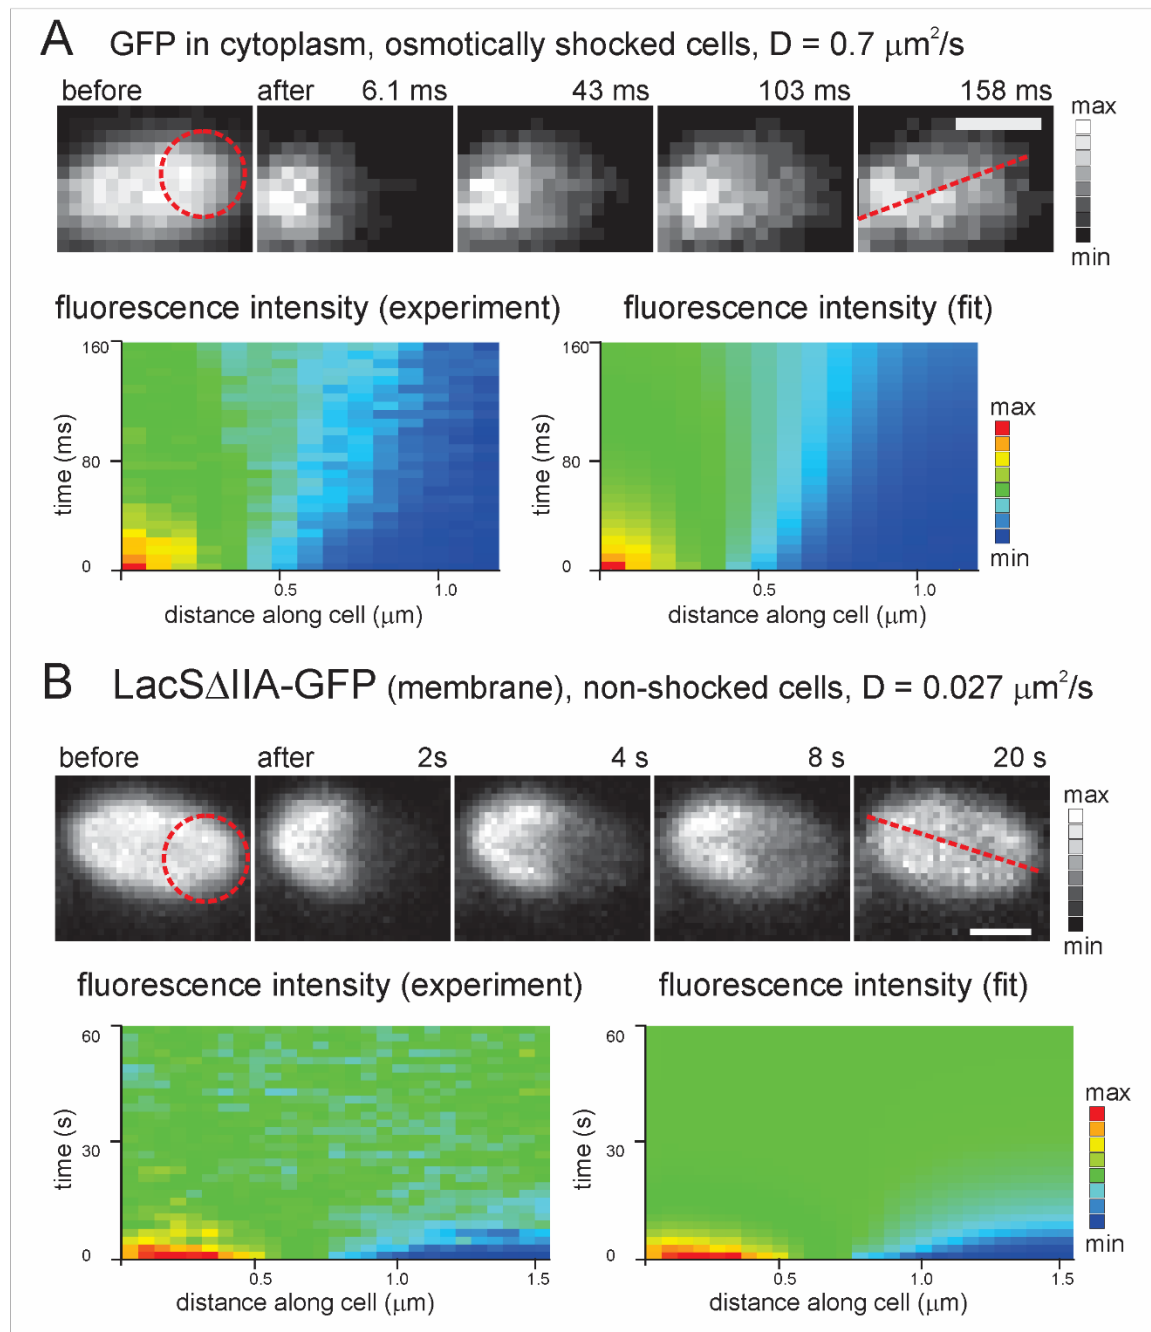 A GFP in cytoplasm, osmotically shocked cells, D = 0.7 μm²/s
before after 6.1 ms 43 ms 103 ms 158 ms
max
min
fluorescence intensity (experiment) fluorescence intensity (fit)
160 160
time (ms) 80 time (ms) 80
max
min
0 0
0.5 1.0 0.5 1.0
distance along cell (μm) distance along cell (μm)
B LacSΔIIA-GFP (membrane), non-shocked cells, D = 0.027 μm²/s
before after 2s 4 s 8 s 20 s
max
min
fluorescence intensity (experiment) fluorescence intensity (fit)
60 60
time (s) 30 time (s) 30
max
min
0 0
0.5 1.0 1.5 0.5 1.0 1.5
distance along cell (μm) distance along cell (μm)